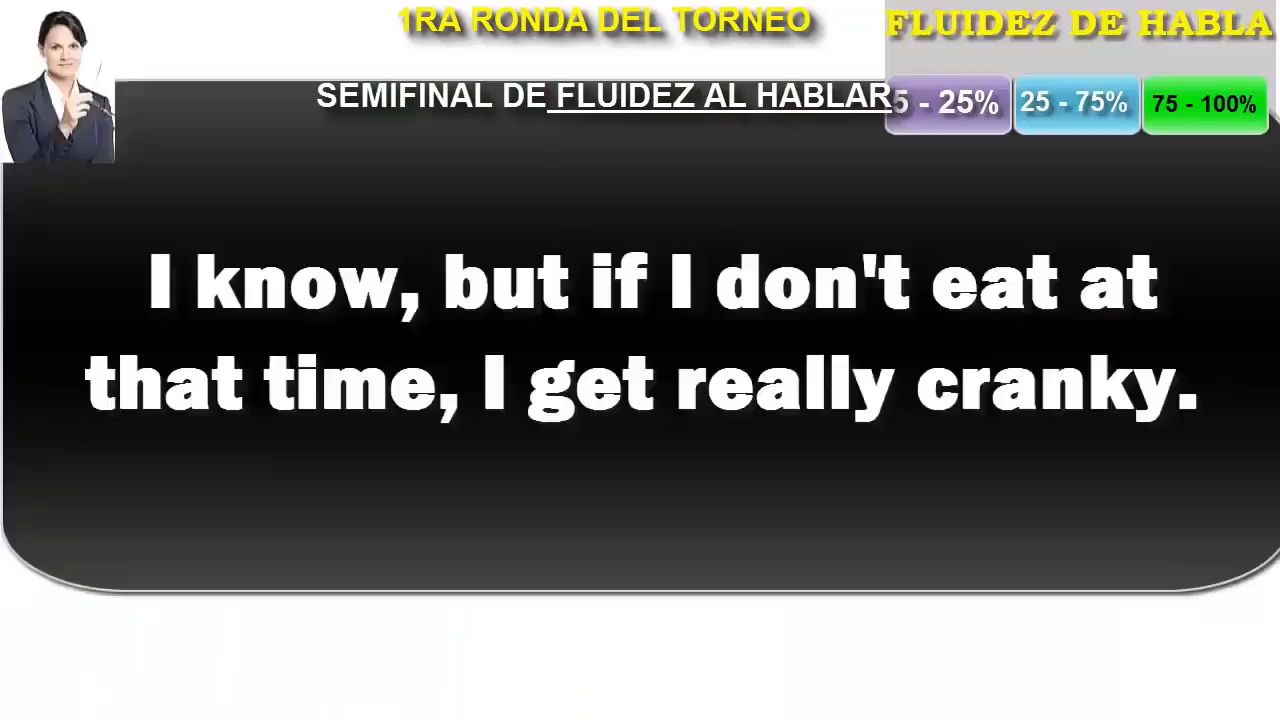 1RA RONDA DEL TORNEO
FLUIDEZ DE HABLA
SEMIFINAL DE FLUIDEZ AL HABLAR
5 - 25%
25 - 75%
75 - 100%
I know, but if I don't eat at
that time, I get really cranky.